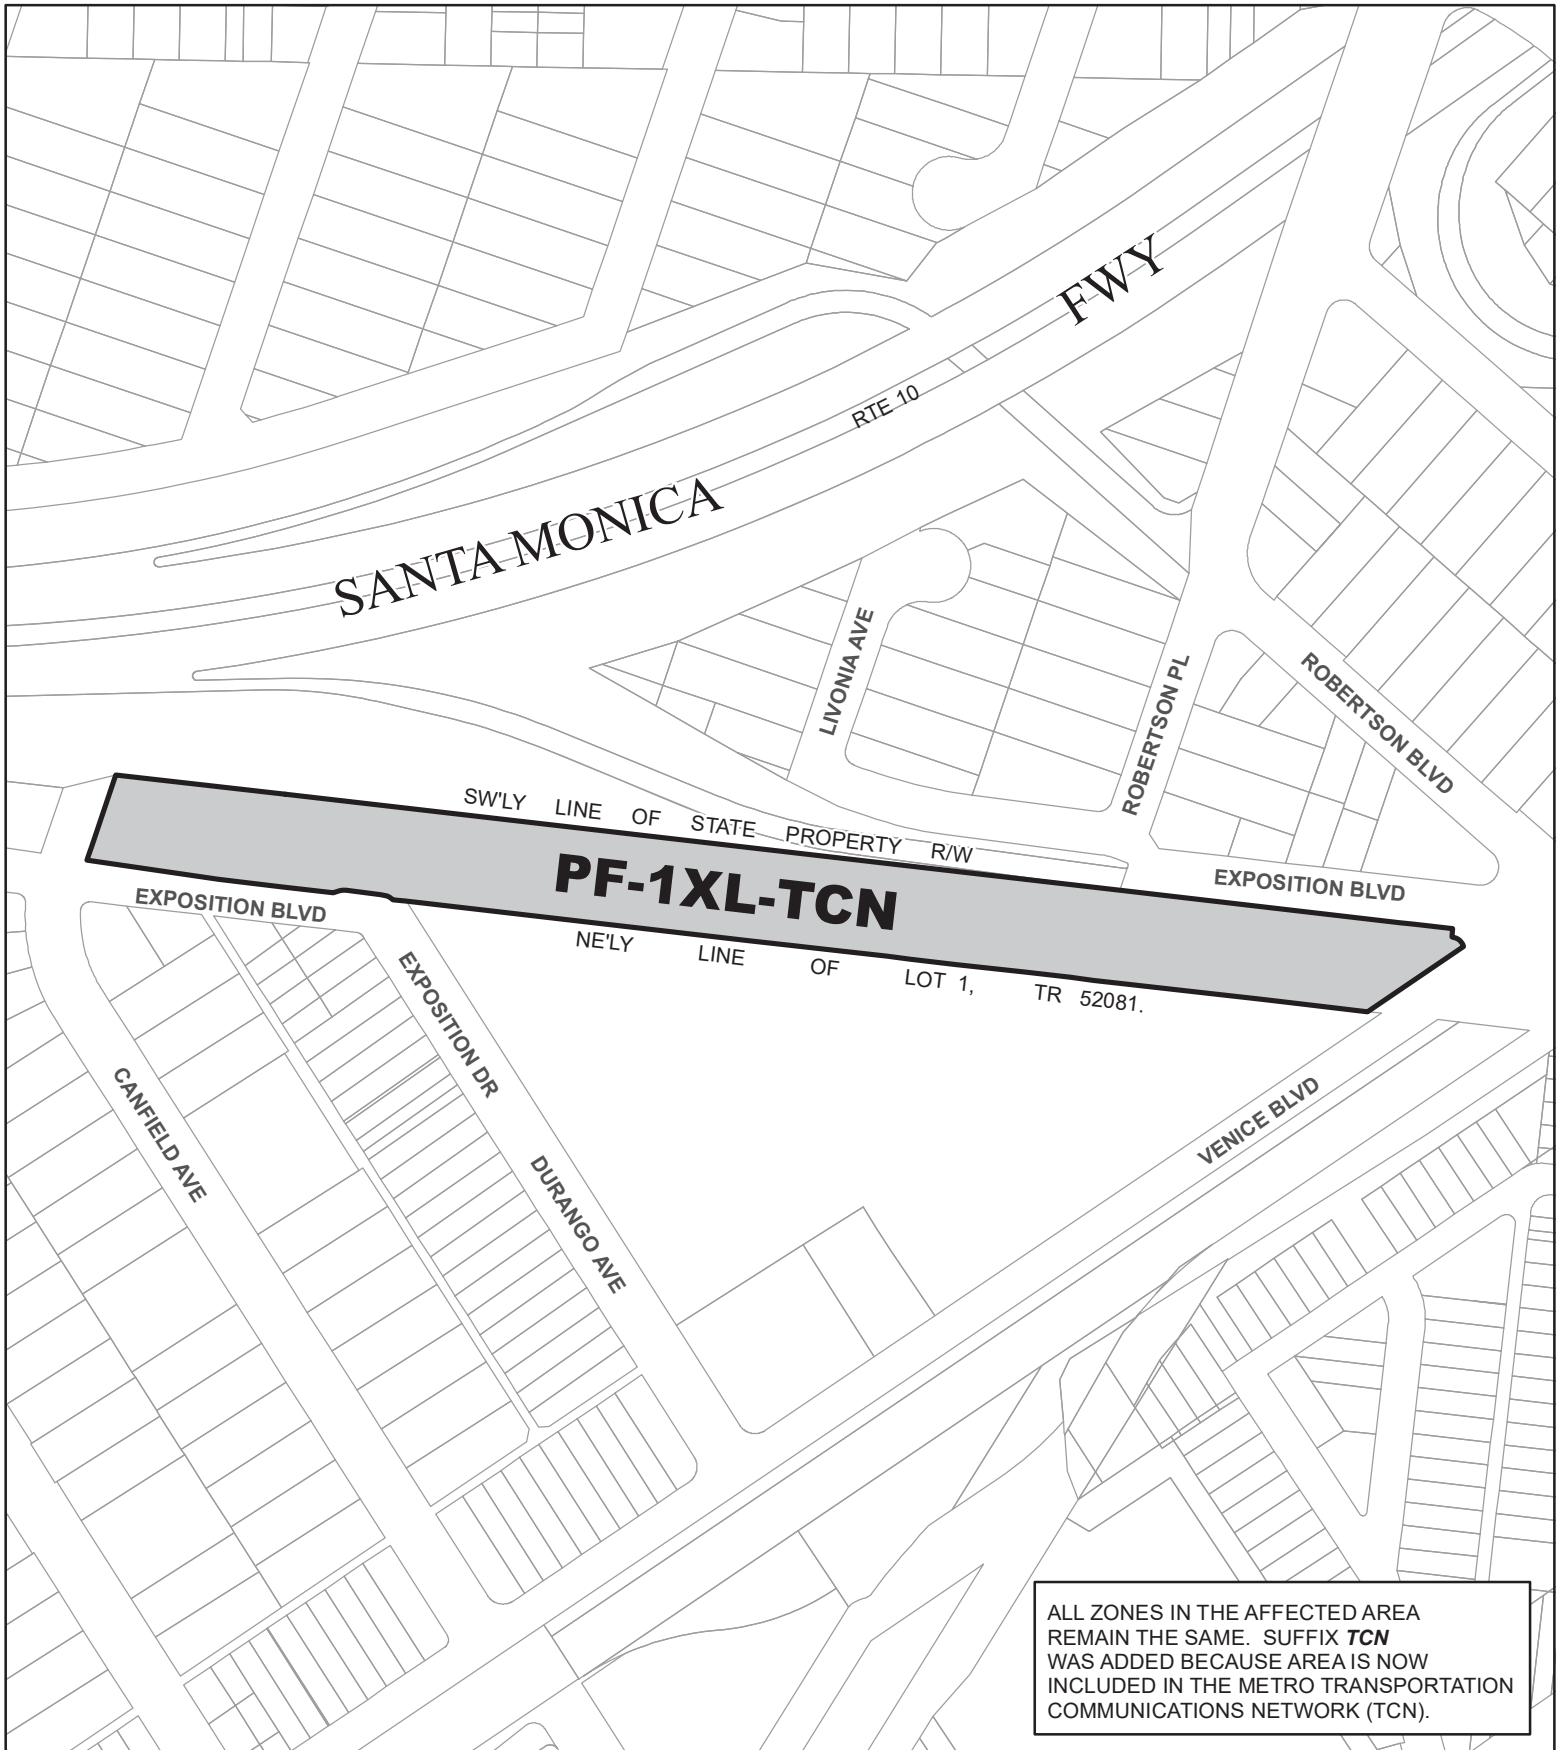 FWY
RTE 10
SANTA MONICA
LIVONIA AVE
ROBERTSON PL
ROBERTSON BLVD
SW'LY LINE OF STATE PROPERTY R/W
PF-1XL-TCN
EXPOSITION BLVD
EXPOSITION BLVD
NE'LY LINE OF LOT 1, TR 52081.
EXPOSITION DR
CANFIELD AVE
DURANGO AVE
VENICE BLVD
ALL ZONES IN THE AFFECTED AREA
REMAIN THE SAME. SUFFIX TCN
WAS ADDED BECAUSE AREA IS NOW
INCLUDED IN THE METRO TRANSPORTATION
COMMUNICATIONS NETWORK (TCN).